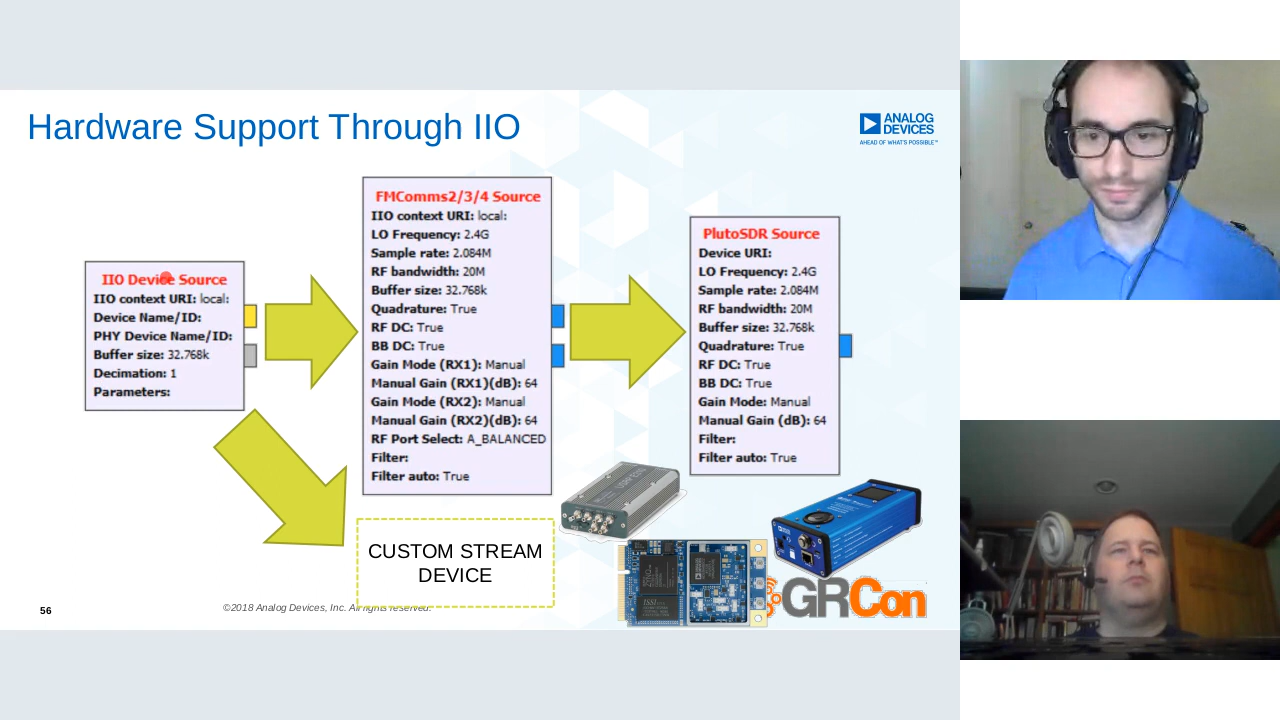 Hardware Support Through IIO
ANALOG
DEVICES
AHEAD OF WHAT'S POSSIBLE™
IIO Device Source
IIO context URI: local:
Device Name/ID:
PHY Device Name/ID:
Buffer size: 32.768k
Decimation: 1
Parameters:
FMComms2/3/4 Source
IIO context URI: local:
LO Frequency: 2.4G
Sample rate: 2.084M
RF bandwidth: 20M
Buffer size: 32.768k
Quadrature: True
RF DC: True
BB DC: True
Gain Mode (RX1): Manual
Manual Gain (RX1)(dB): 64
Gain Mode (RX2): Manual
Manual Gain (RX2)(dB): 64
RF Port Select: A_BALANCED
Filter:
Filter auto: True
PlutoSDR Source
Device URI:
LO Frequency: 2.4G
Sample rate: 2.084M
RF bandwidth: 20M
Buffer size: 32.768k
Quadrature: True
RF DC: True
BB DC: True
Gain Mode: Manual
Manual Gain (dB): 64
Filter:
Filter auto: True
CUSTOM STREAM
DEVICE
GRCon
56
©2018 Analog Devices, Inc. All rights reserved.